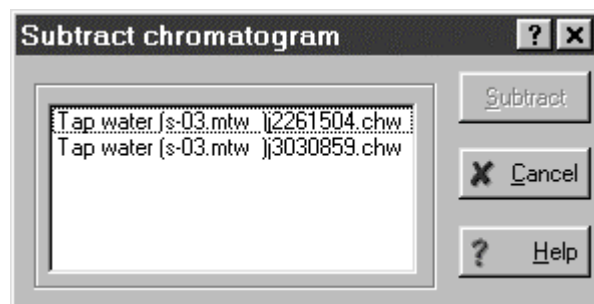 Subtract chromatogram
Tap water (s-03.mtw )j2261504.chw
Tap water (s-03.mtw )j3030859.chw
Subtract
Cancel
? Help